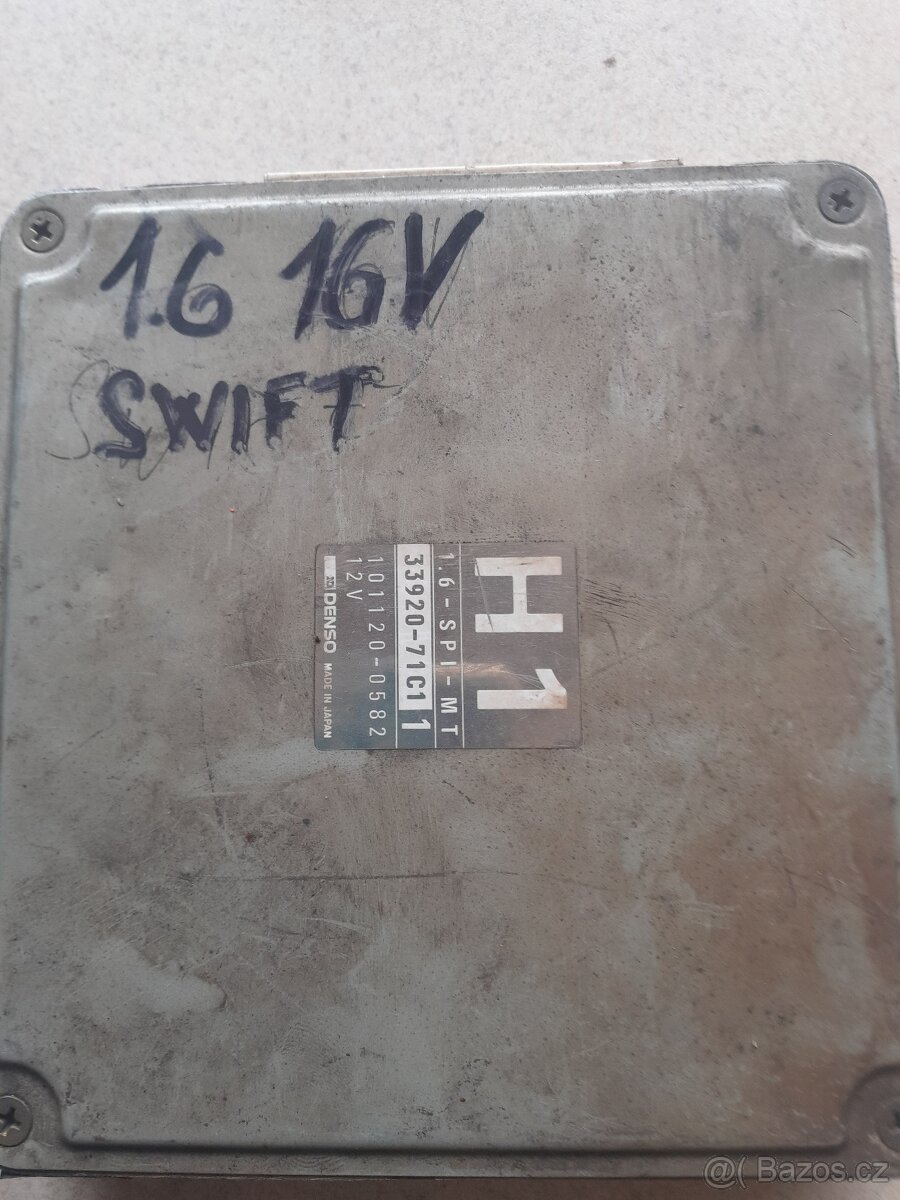 1.6 16V
SWIFT
H1
1.6-SPI-MT
33920-71C1 1
101120-0582
12V
ND DENSO MADE IN JAPAN
@( Bazos.cz